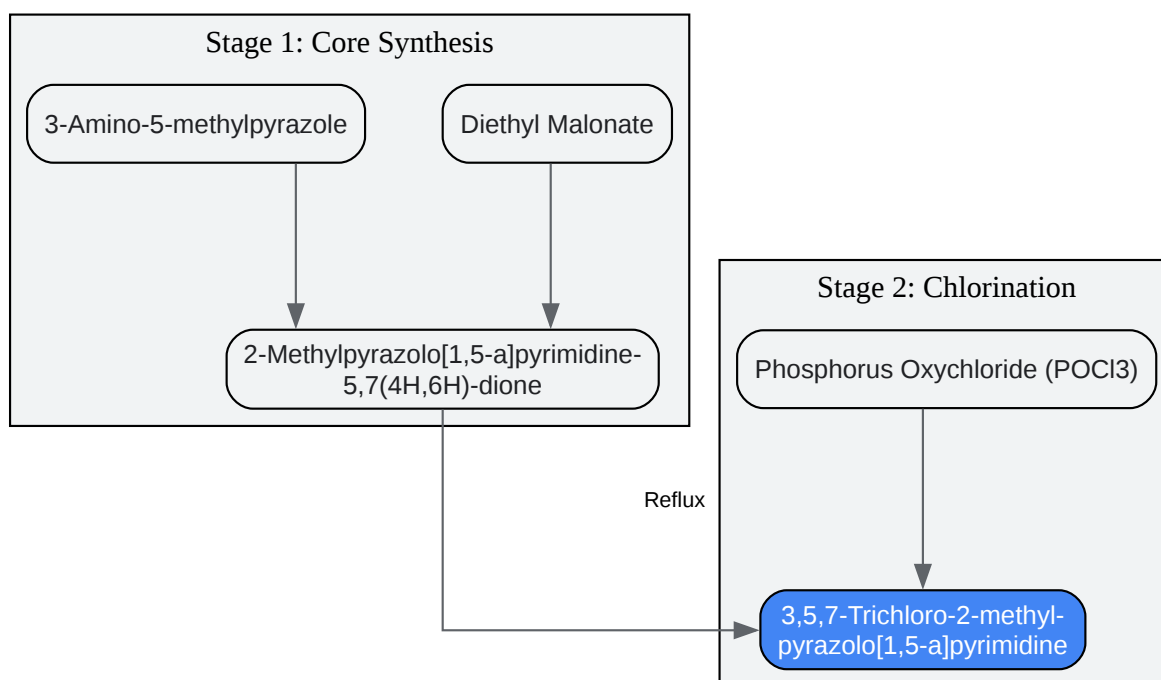 Stage 1: Core Synthesis
3-Amino-5-methylpyrazole
Diethyl Malonate
2-Methylpyrazolo[1,5-a]pyrimidine-
5,7(4H,6H)-dione
Stage 2: Chlorination
Phosphorus Oxychloride (POCl3)
Reflux
3,5,7-Trichloro-2-methyl-
pyrazolo[1,5-a]pyrimidine